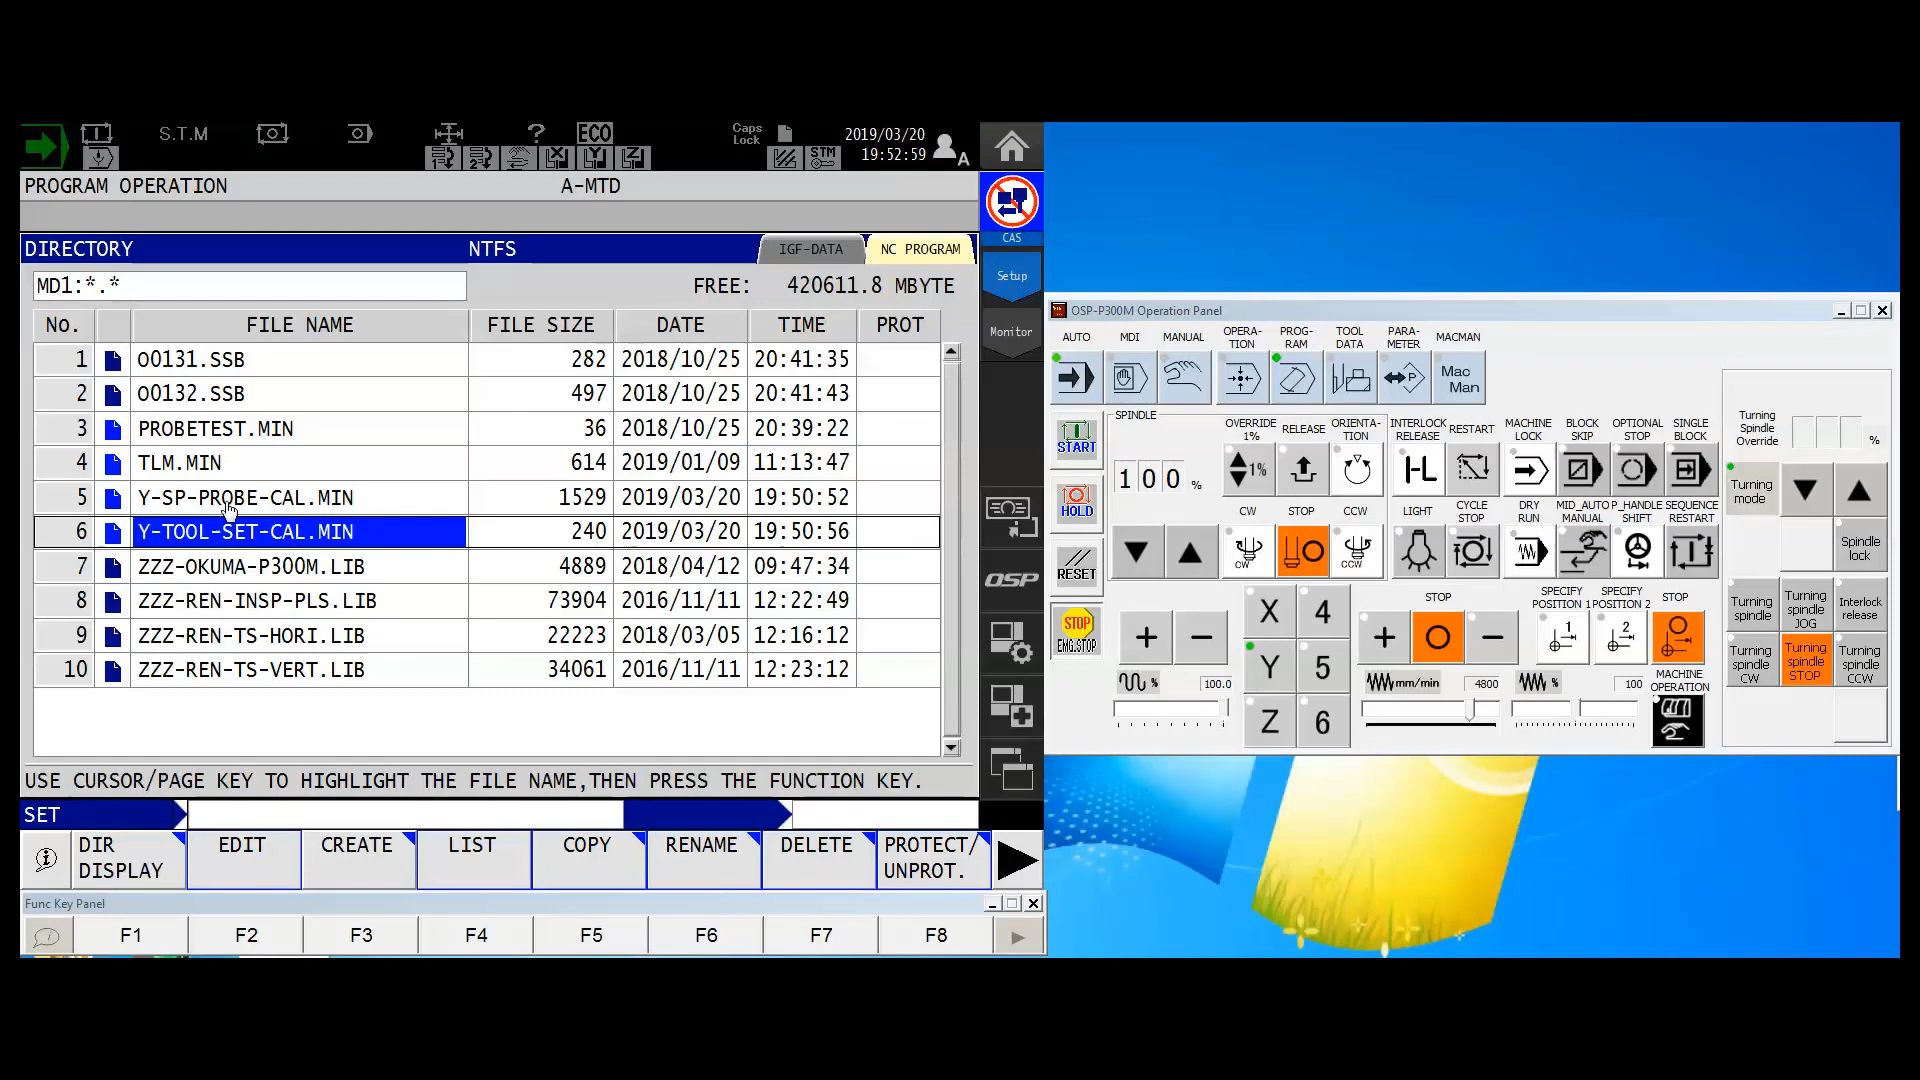 S.T.M
?
ECO
Caps
Lock
2019/03/20
19:52:59
A
1
2
X
Y
Z
STM
PROGRAM OPERATION A-MTD
CAS
DIRECTORY NTFS IGF-DATA NC PROGRAM
Setup
MD1:*.* FREE: 420611.8 MBYTE
Monitor
No. FILE NAME FILE SIZE DATE TIME PROT
1 O0131.SSB 282 2018/10/25 20:41:35
2 O0132.SSB 497 2018/10/25 20:41:43
3 PROBETEST.MIN 36 2018/10/25 20:39:22
4 TLM.MIN 614 2019/01/09 11:13:47
5 Y-SP-PROBE-CAL.MIN 1529 2019/03/20 19:50:52
6 Y-TOOL-SET-CAL.MIN 240 2019/03/20 19:50:56
7 ZZZ-OKUMA-P300M.LIB 4889 2018/04/12 09:47:34
8 ZZZ-REN-INSP-PLS.LIB 73904 2016/11/11 12:22:49
9 ZZZ-REN-TS-HORI.LIB 22223 2018/03/05 12:16:12
10 ZZZ-REN-TS-VERT.LIB 34061 2016/11/11 12:23:12
OSP
USE CURSOR/PAGE KEY TO HIGHLIGHT THE FILE NAME,THEN PRESS THE FUNCTION KEY.
SET
DIR
DISPLAY
EDIT
CREATE
LIST
COPY
RENAME
DELETE
PROTECT/
UNPROT.
Func Key Panel
F1 F2 F3 F4 F5 F6 F7 F8
OSP-P300M Operation Panel
AUTO
MDI
MANUAL
OPERA-
TION
PROG-
RAM
TOOL
DATA
PARA-
METER
MACMAN
P
Mac
Man
START
HOLD
RESET
STOP
EMG.STOP
SPINDLE
100 %
OVERRIDE
1%
RELEASE
ORIENTA-
TION
1%
CW
STOP
CCW
CW
CCW
INTERLOCK
RELEASE
RESTART
MACHINE
LOCK
BLOCK
SKIP
OPTIONAL
STOP
SINGLE
BLOCK
LIGHT
CYCLE
STOP
DRY
RUN
MID_AUTO
MANUAL
P_HANDLE
SHIFT
SEQUENCE
RESTART
+ -
% 100.0
X 4
Y 5
Z 6
STOP
+ -
mm/min 4800
% 100
SPECIFY
POSITION 1
SPECIFY
POSITION 2
STOP
1
2
MACHINE
OPERATION
Turning
Spindle
Override
%
Turning
mode
Spindle
lock
Turning
spindle
Turning
spindle
JOG
Interlock
release
Turning
spindle
CW
Turning
spindle
STOP
Turning
spindle
CCW